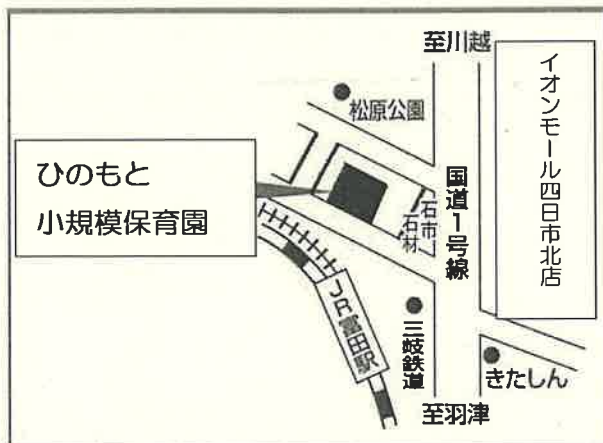 至川越
イオンモール四日市北店
松原公園
ひのもと
小規模保育園
国道1号線
石市
石材
JR富田駅
三岐鉄道
きたしん
至羽津